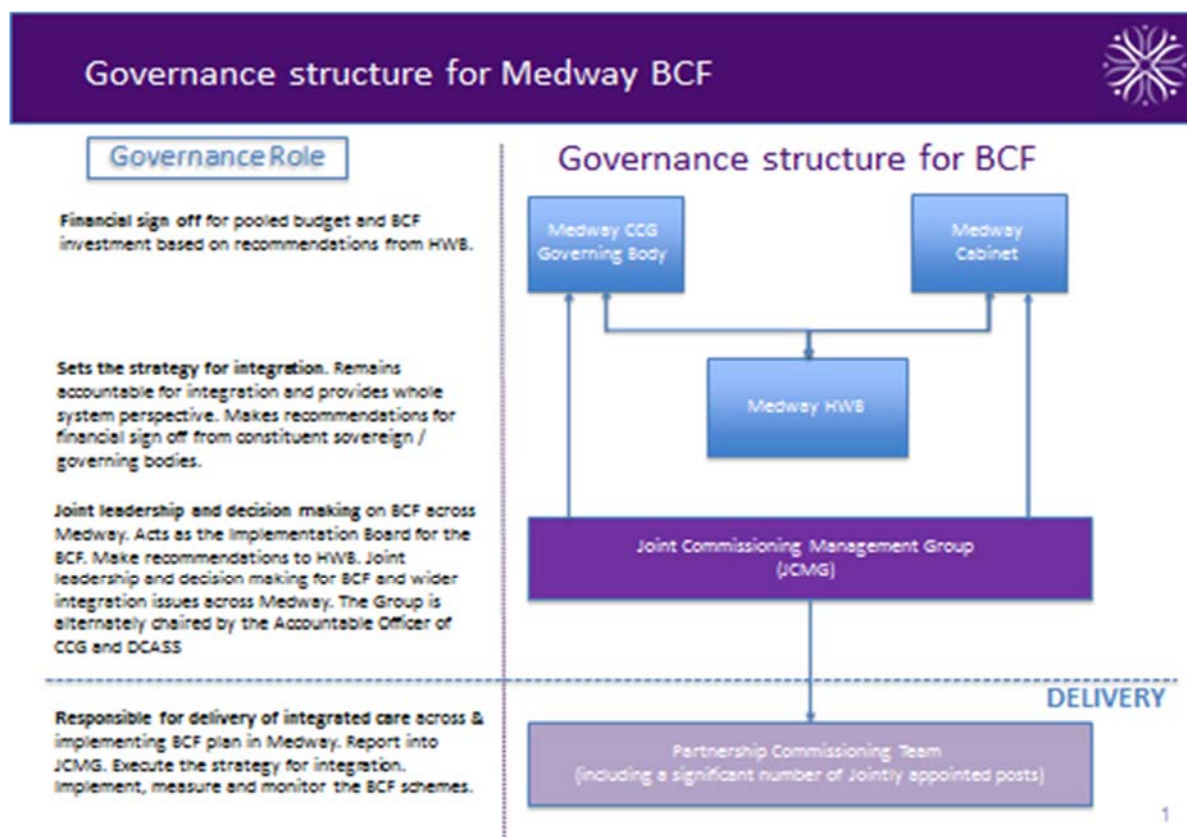 Governance structure for Medway BCF
Governance Role
Financial sign off for pooled budget and BCF
investment based on recommendations from HWB.
Sets the strategy for integration. Remains
accountable for integration and provides whole
system perspective. Makes recommendations for
financial sign off from constituent sovereign /
governing bodies.
Joint leadership and decision making on BCF across
Medway. Acts as the Implementation Board for the
BCF. Make recommendations to HWB. Joint
leadership and decision making for BCF and wider
integration issues across Medway. The Group is
alternately chaired by the Accountable Officer of
CCG and DCASS
Responsible for delivery of integrated care across &
implementing BCF plan in Medway. Report into
JCMG. Execute the strategy for integration.
Implement, measure and monitor the BCF schemes.
Governance structure for BCF
Medway CCG
Governing Body
Medway
Cabinet
Medway HWB
Joint Commissioning Management Group
(JCMG)
DELIVERY
Partnership Commissioning Team
(including a significant number of Jointly appointed posts)
1